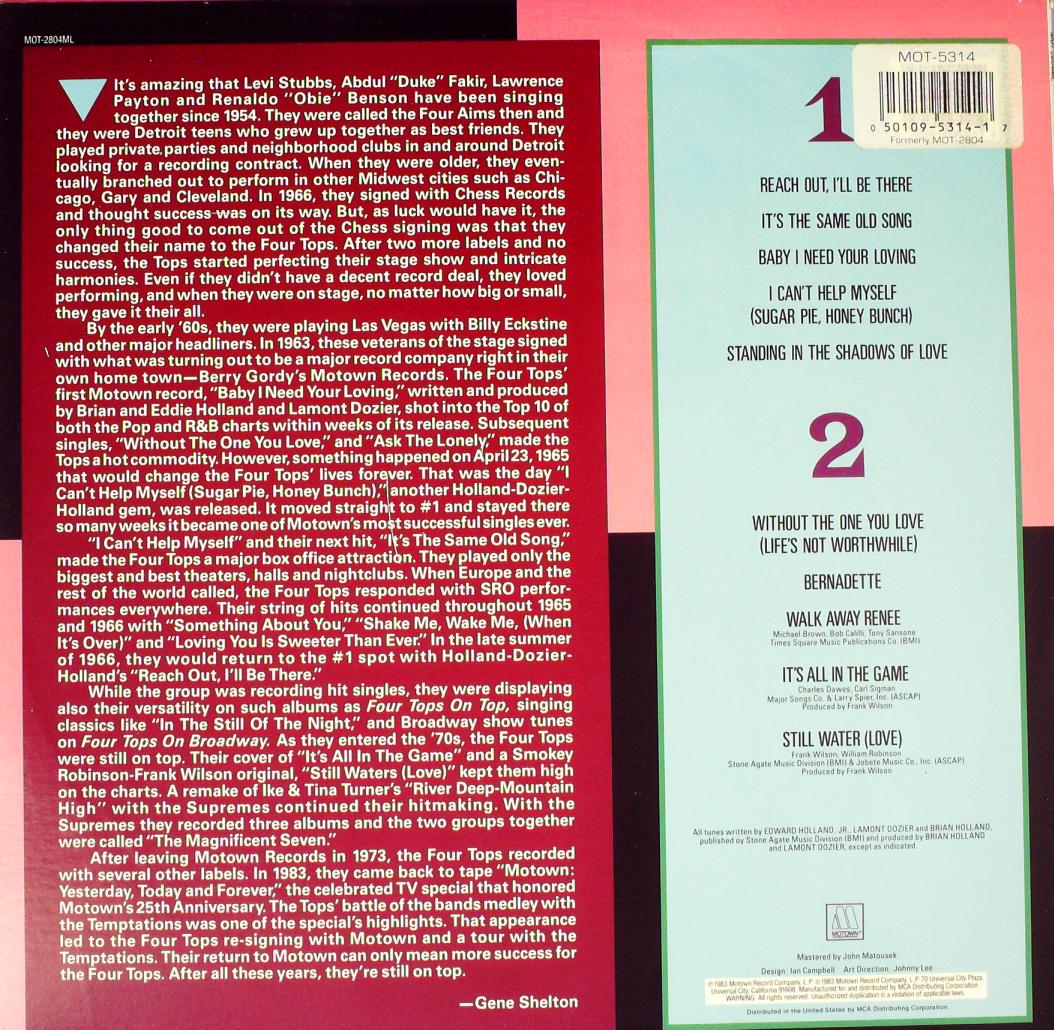 MOT-2804ML
It's amazing that Levi Stubbs, Abdul "Duke" Fakir, Lawrence
Payton and Renaldo "Obie" Benson have been singing
together since 1954. They were called the Four Aims then and
they were Detroit teens who grew up together as best friends. They
played private parties and neighborhood clubs in and around Detroit
looking for a recording contract. When they were older, they even-
tually branched out to perform in other Midwest cities such as Chi-
cago, Gary and Cleveland. In 1966, they signed with Chess Records
and thought success was on its way. But, as luck would have it, the
only thing good to come out of the Chess signing was that they
changed their name to the Four Tops. After two more labels and no
success, the Tops started perfecting their stage show and intricate
harmonies. Even if they didn't have a decent record deal, they loved
performing, and when they were on stage, no matter how big or small,
they gave it their all.
By the early '60s, they were playing Las Vegas with Billy Eckstine
and other major headliners. In 1963, these veterans of the stage signed
with what was turning out to be a major record company right in their
own home town—Berry Gordy's Motown Records. The Four Tops'
first Motown record, "Baby I Need Your Loving," written and produced
by Brian and Eddie Holland and Lamont Dozier, shot into the Top 10 of
both the Pop and R&B charts within weeks of its release. Subsequent
singles, "Without The One You Love," and "Ask The Lonely," made the
Tops a hot commodity. However, something happened on April 23, 1965
that would change the Four Tops' lives forever. That was the day "I
Can't Help Myself (Sugar Pie, Honey Bunch)," another Holland-Dozier-
Holland gem, was released. It moved straight to #1 and stayed there
so many weeks it became one of Motown's most successful singles ever.
"I Can't Help Myself" and their next hit, "It's The Same Old Song,"
made the Four Tops a major box office attraction. They played only the
biggest and best theaters, halls and nightclubs. When Europe and the
rest of the world called, the Four Tops responded with SRO perfor-
mances everywhere. Their string of hits continued throughout 1965
and 1966 with "Something About You," "Shake Me, Wake Me, (When
It's Over)" and "Loving You Is Sweeter Than Ever." In the late summer
of 1966, they would return to the #1 spot with Holland-Dozier-
Holland's "Reach Out, I'll Be There."
While the group was recording hit singles, they were displaying
also their versatility on such albums as Four Tops On Top, singing
classics like "In The Still Of The Night," and Broadway show tunes
on Four Tops On Broadway. As they entered the '70s, the Four Tops
were still on top. Their cover of "It's All In The Game" and a Smokey
Robinson-Frank Wilson original, "Still Waters (Love)" kept them high
on the charts. A remake of Ike & Tina Turner's "River Deep-Mountain
High" with the Supremes continued their hitmaking. With the
Supremes they recorded three albums and the two groups together
were called "The Magnificent Seven."
After leaving Motown Records in 1973, the Four Tops recorded
with several other labels. In 1983, they came back to tape "Motown:
Yesterday, Today and Forever," the celebrated TV special that honored
Motown's 25th Anniversary. The Tops' battle of the bands medley with
the Temptations was one of the special's highlights. That appearance
led to the Four Tops re-signing with Motown and a tour with the
Temptations. Their return to Motown can only mean more success for
the Four Tops. After all these years, they're still on top.
—Gene Shelton
MOT-5314
0 50109-5314-1 7
Formerly MOT-2804
1
REACH OUT, I'LL BE THERE
IT'S THE SAME OLD SONG
BABY I NEED YOUR LOVING
I CAN'T HELP MYSELF
(SUGAR PIE, HONEY BUNCH)
STANDING IN THE SHADOWS OF LOVE
2
WITHOUT THE ONE YOU LOVE
(LIFE'S NOT WORTHWHILE)
BERNADETTE
WALK AWAY RENEE
Michael Brown, Bob Calilli, Tony Sansone
Times Square Music Publications Co. (BMI)
IT'S ALL IN THE GAME
Charles Dawes, Carl Sigman
Major Songs Co. & Larry Spier, Inc. (ASCAP)
Produced by Frank Wilson
STILL WATER (LOVE)
Frank Wilson, William Robinson
Stone Agate Music Division (BMI) & Jobete Music Co., Inc. (ASCAP)
Produced by Frank Wilson
All tunes written by EDWARD HOLLAND, JR., LAMONT DOZIER and BRIAN HOLLAND,
published by Stone Agate Music Division (BMI) and produced by BRIAN HOLLAND
and LAMONT DOZIER, except as indicated.
MOTOWN
Mastered by John Matousek
Design: Ian Campbell Art Direction: Johnny Lee
℗ 1983 Motown Record Company, L.P. © 1983 Motown Record Company, L.P. 70 Universal City Plaza,
Universal City, California 91608. Manufactured for and distributed by MCA Distributing Corporation.
WARNING: All rights reserved. Unauthorized duplication is a violation of applicable laws.
Distributed in the United States by MCA Distributing Corporation.